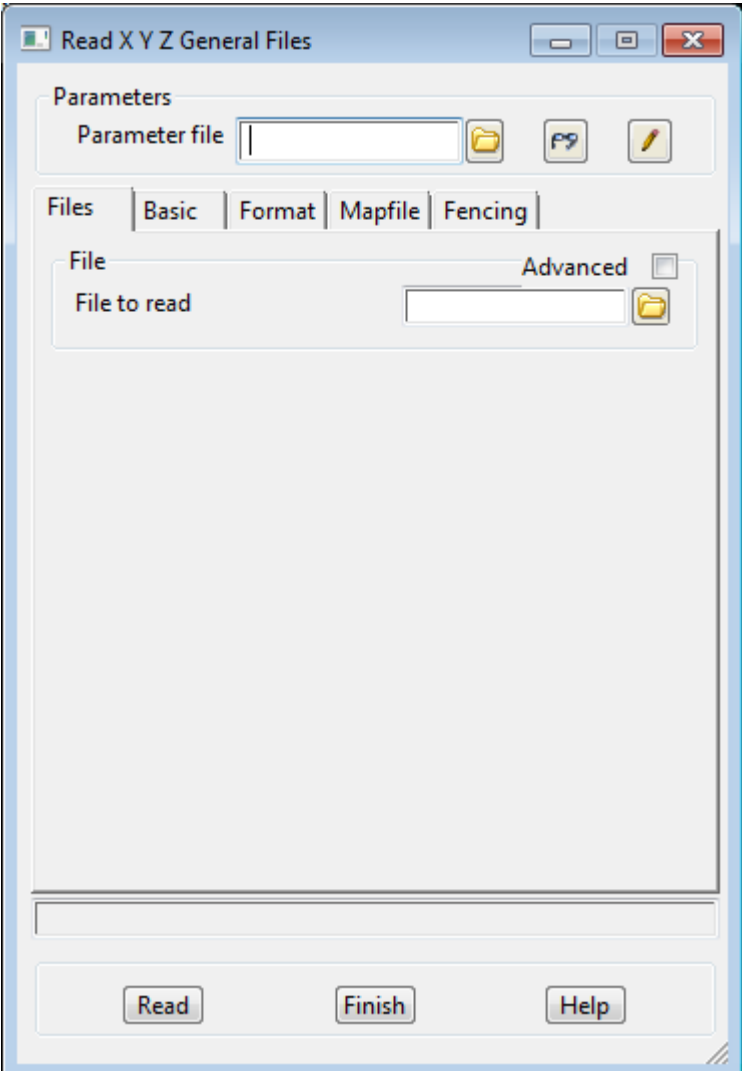 Read X Y Z General Files
Parameters
Parameter file
Files Basic Format Mapfile Fencing
File Advanced
File to read
Read Finish Help